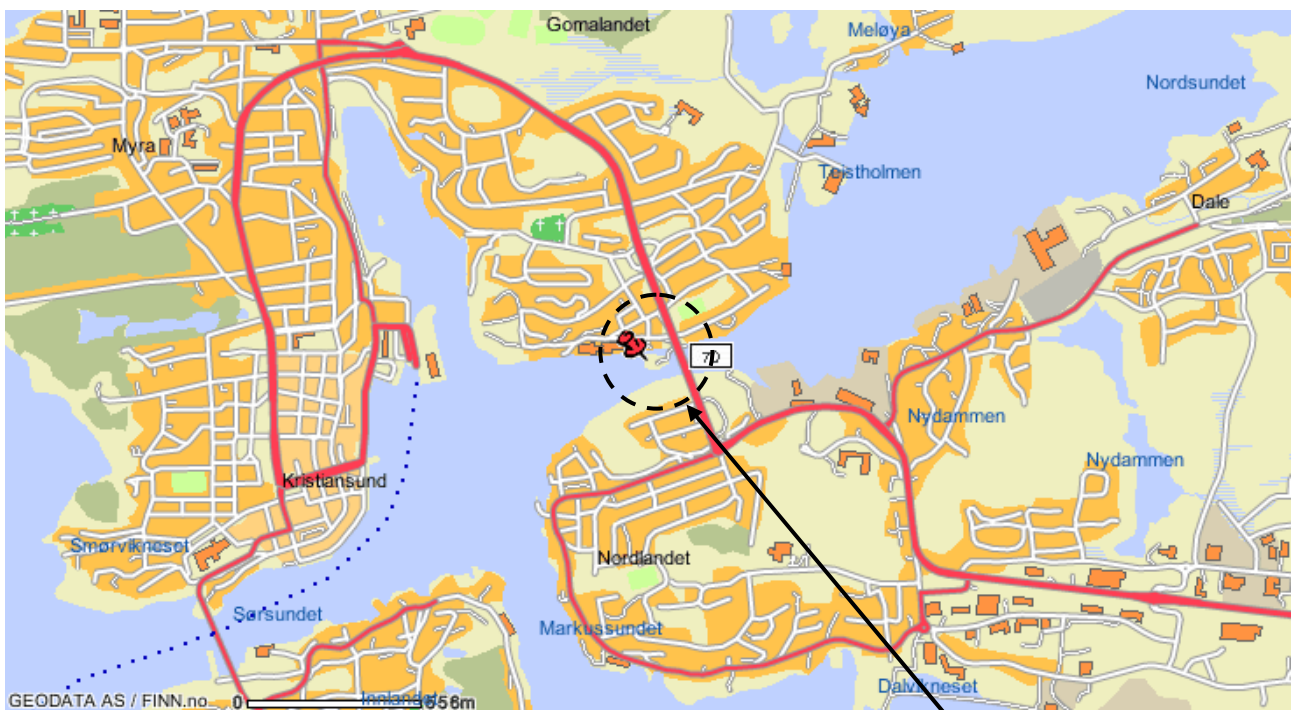 Gomalandet
Meløya
Nordsundet
Myra
Teistholmen
Dale
70
Nydammen
Nydammen
Kristiansund
Smørvikneset
Nordlandet
Sørsundet
Markussundet
Dalvikneset
Innlandet
GEODATA AS / FINN.no
0